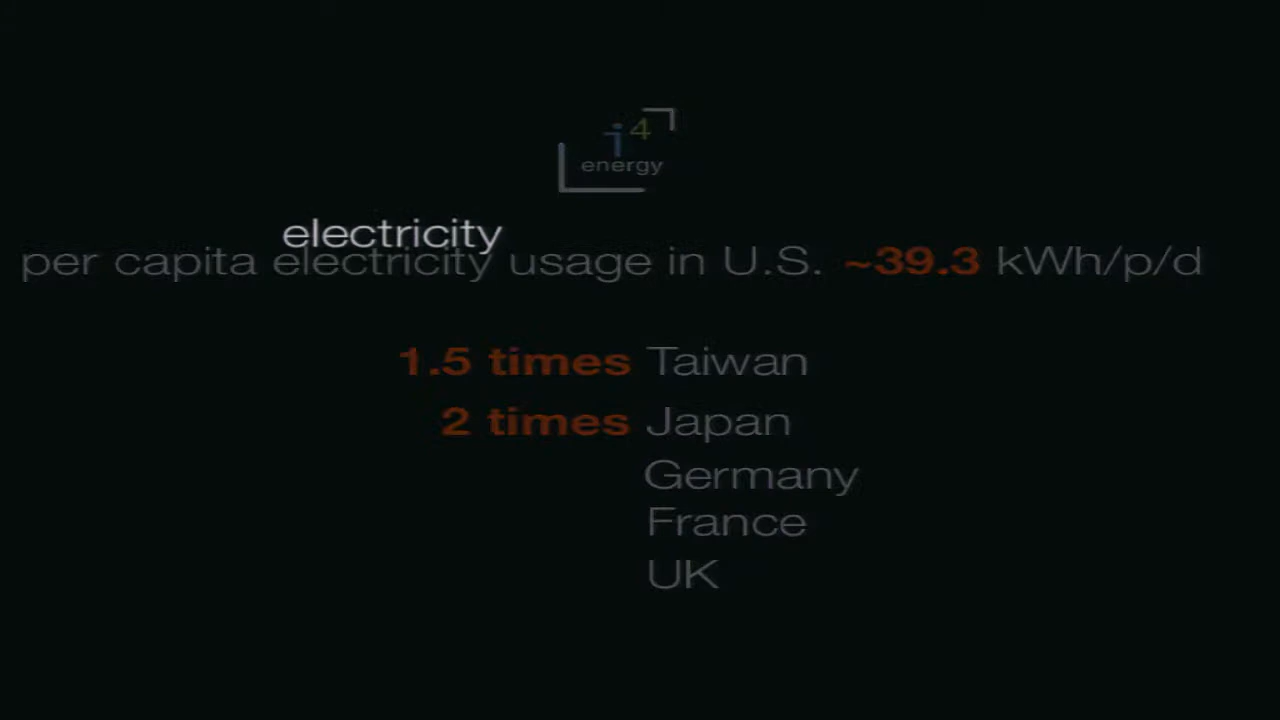 i4
energy
electricity
per capita electricity usage in U.S. ~39.3 kWh/p/d
1.5 times Taiwan
2 times Japan
Germany
France
UK